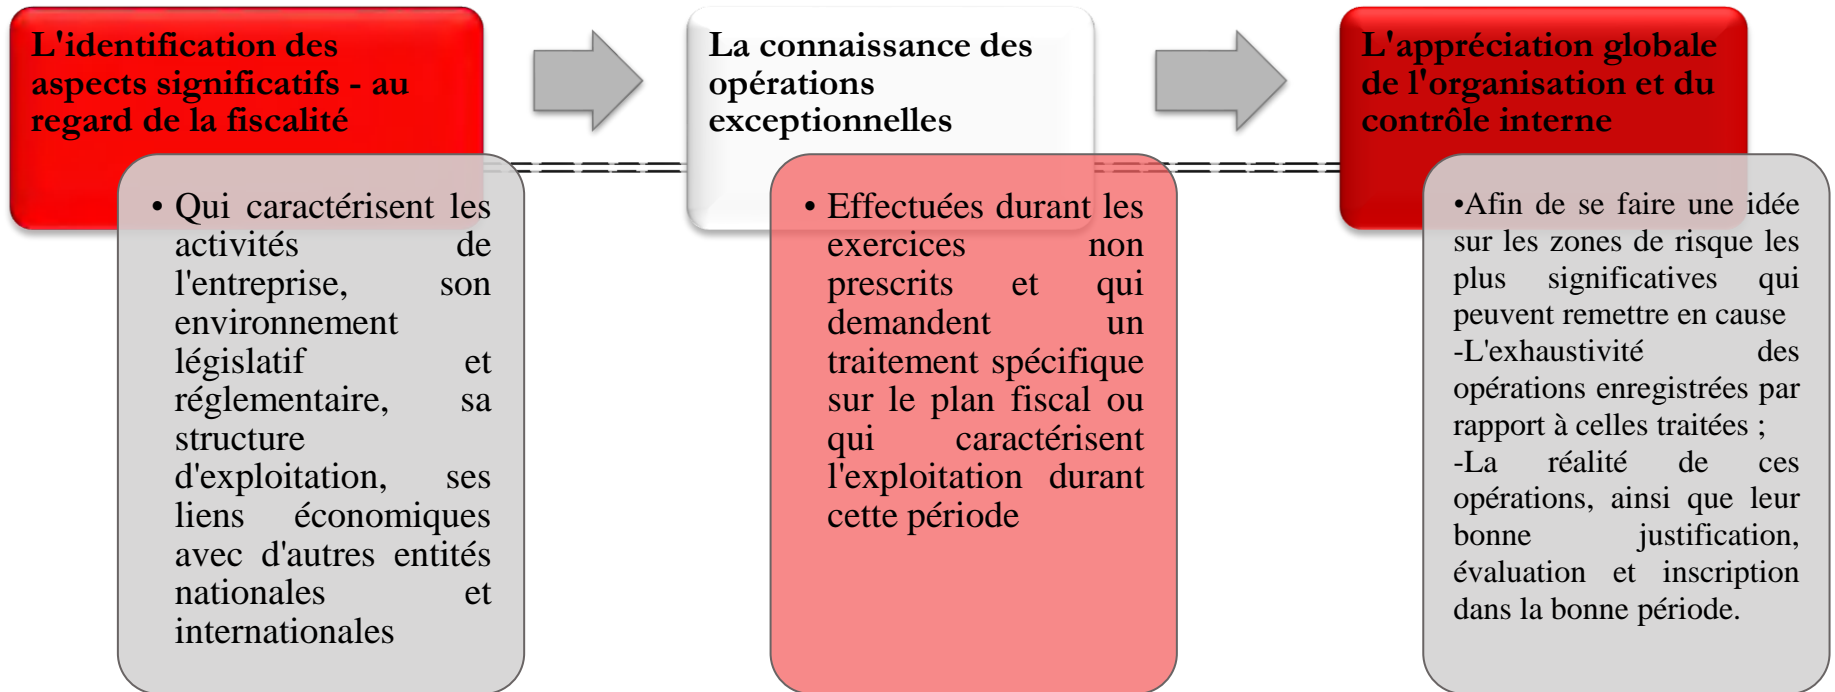 L'identification des
aspects significatifs - au
regard de la fiscalité
• Qui caractérisent les
activités de
l'entreprise, son
environnement
législatif et
réglementaire, sa
structure
d'exploitation, ses
liens économiques
avec d'autres entités
nationales et
internationales
La connaissance des
opérations
exceptionnelles
• Effectuées durant les
exercices non
prescrits et qui
demandent un
traitement spécifique
sur le plan fiscal ou
qui caractérisent
l'exploitation durant
cette période
L'appréciation globale
de l'organisation et du
contrôle interne
•Afin de se faire une idée
sur les zones de risque les
plus significatives qui
peuvent remettre en cause
-L'exhaustivité des
opérations enregistrées par
rapport à celles traitées ;
-La réalité de ces
opérations, ainsi que leur
bonne justification,
évaluation et inscription
dans la bonne période.